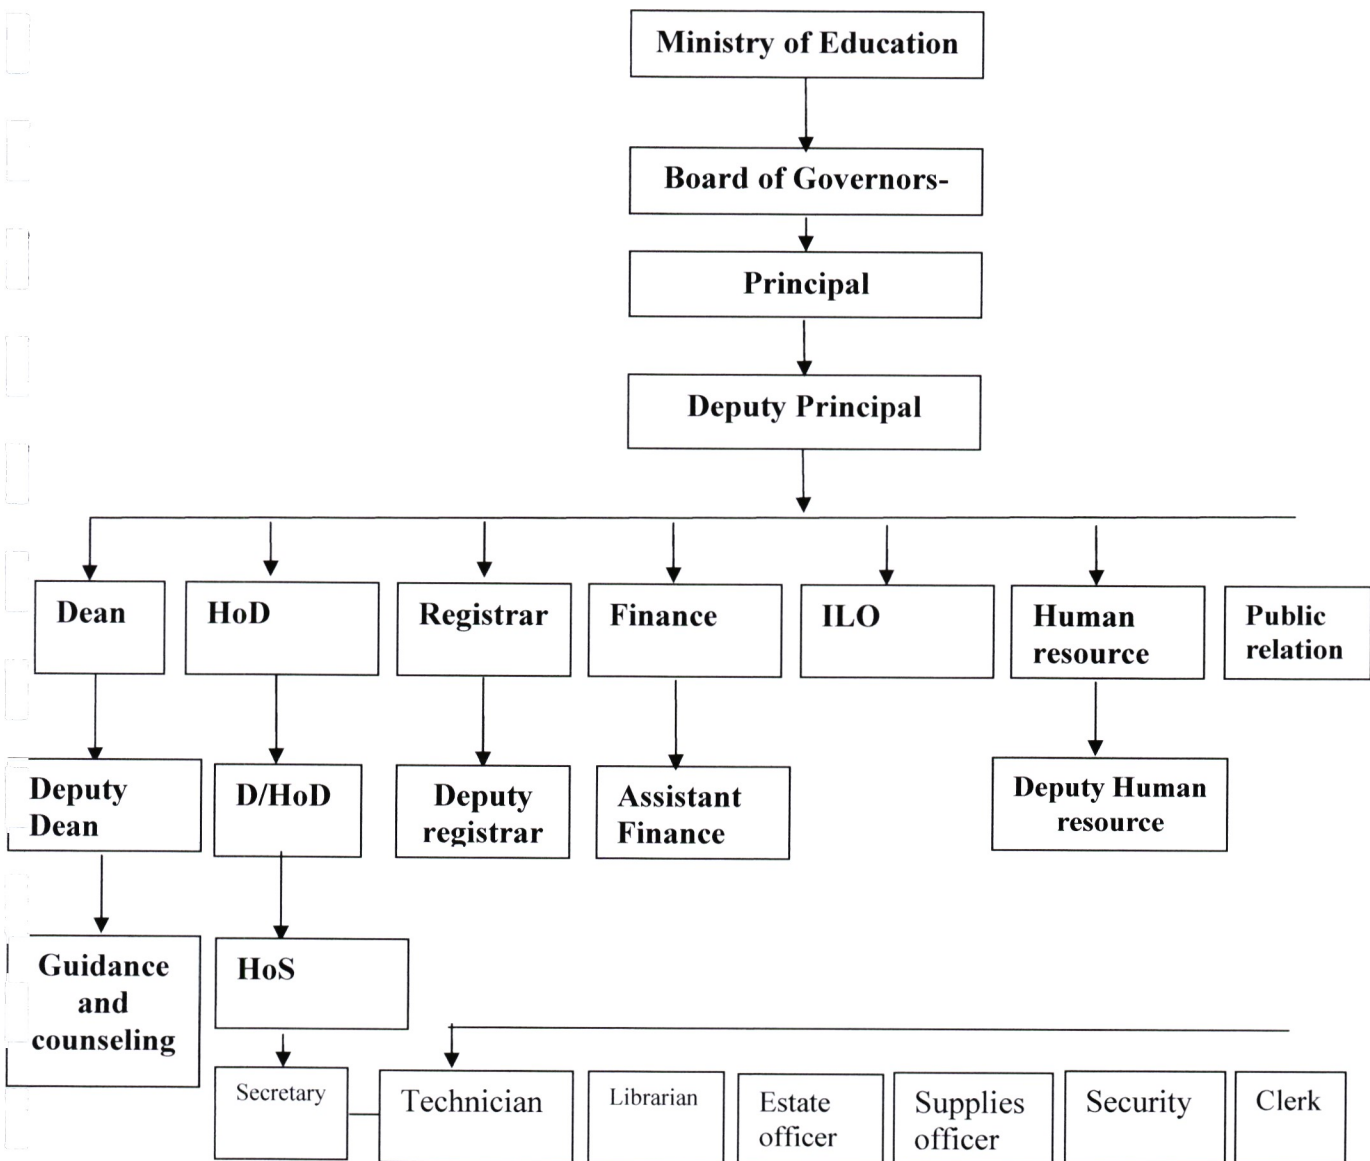 Ministry of Education
Board of Governors-
Principal
Deputy Principal
Dean
HoD
Registrar
Finance
ILO
Human
resource
Public
relation
Deputy
Dean
D/HoD
Deputy
registrar
Assistant
Finance
Deputy Human
resource
Guidance
and
counseling
HoS
Secretary
Technician
Librarian
Estate
officer
Supplies
officer
Security
Clerk